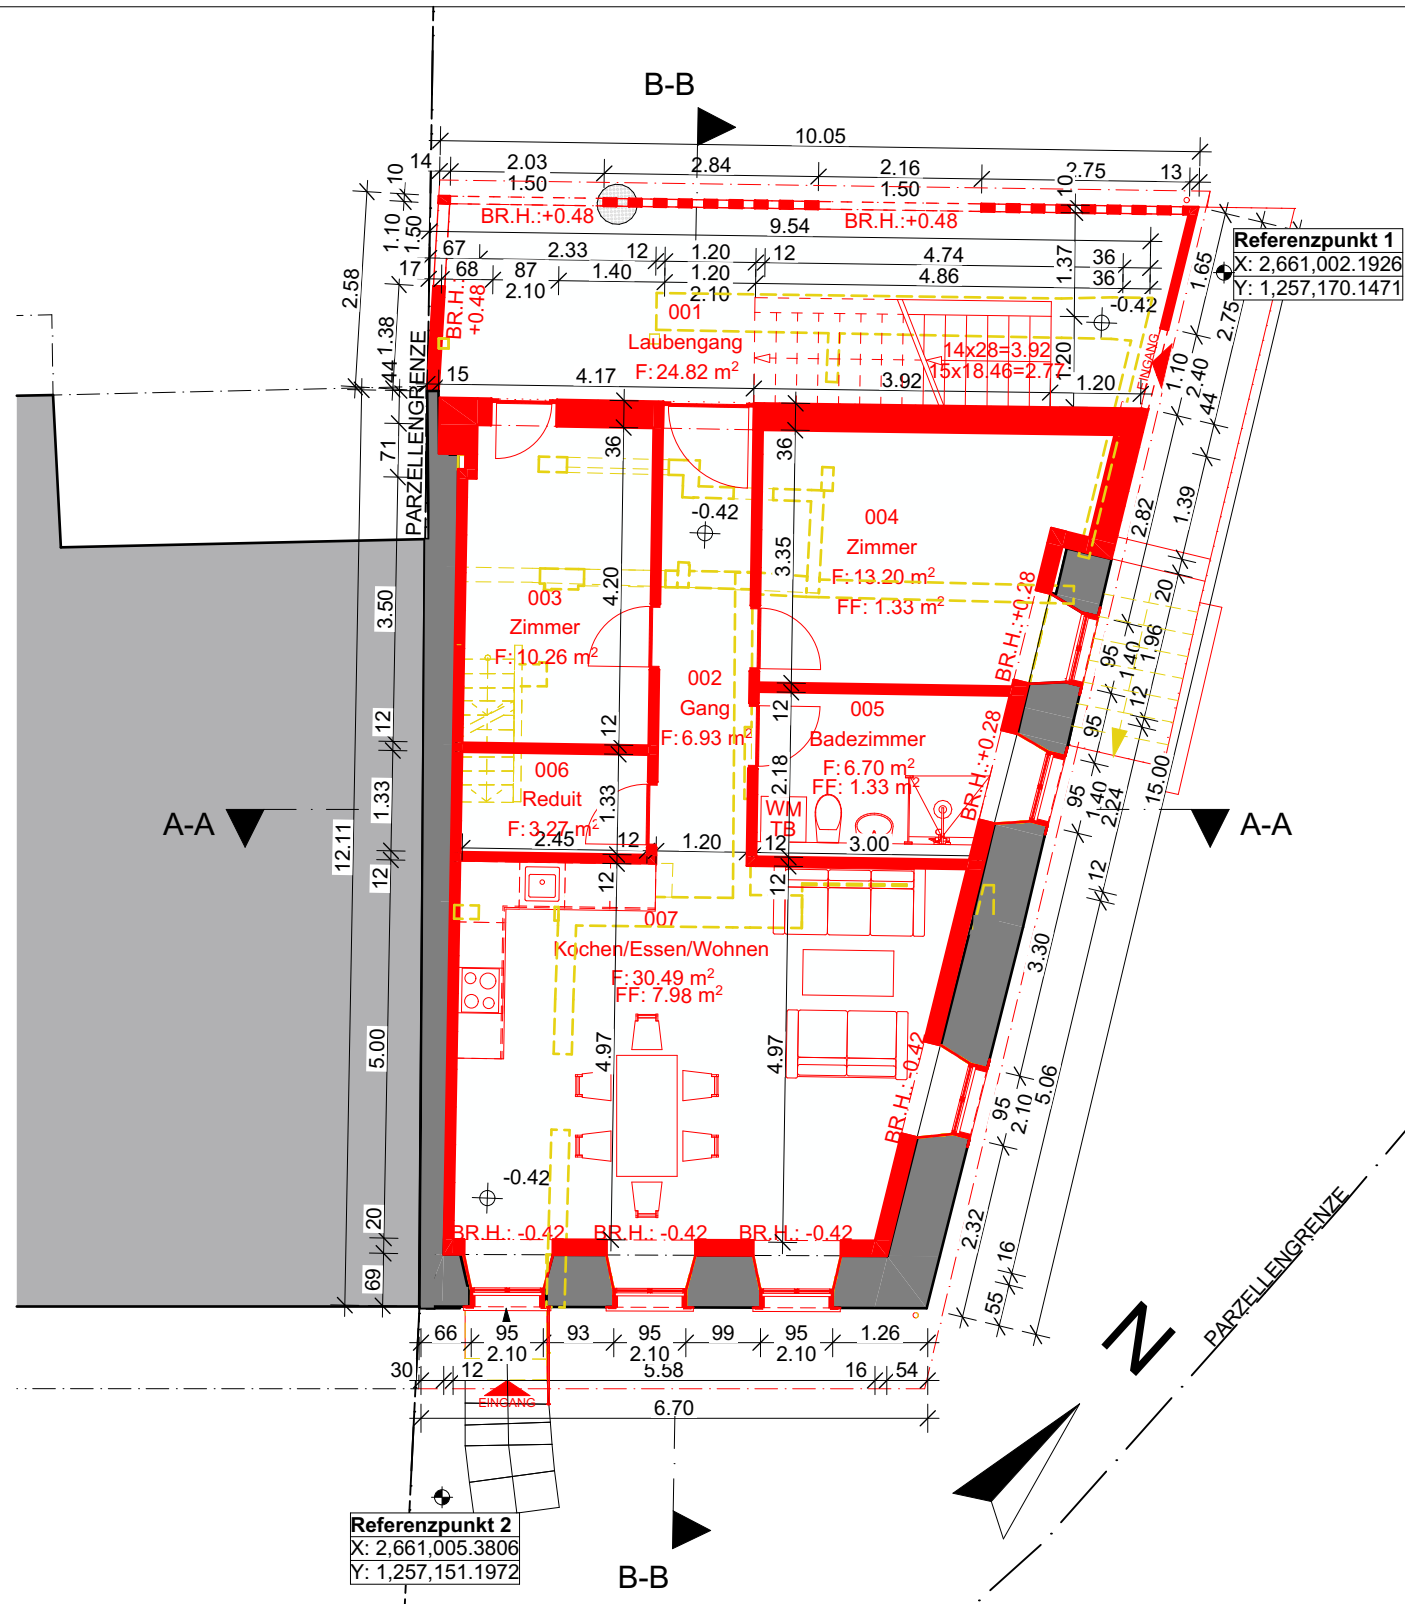 B-B
10.05
14
2.03
2.84
2.16
2.75
13
10
1.50
1.50
10
BR.H.:+0.48
BR.H.:+0.48
1.10
1.50
9.54
67
2.33
12
1.20
12
4.74
36
1.37
17
68
87
1.40
1.20
4.86
36
2.10
2.10
2.58
BR.H.:
+0.48
Referenzpunkt 1
X: 2,661,002.1926
Y: 1,257,170.1471
1.65
2.75
-0.42
001
Laubengang
F: 24.82 m²
14x28=3.92
15x18.46=2.77
1.20
EINGANG
1.38
44
15
4.17
3.92
1.20
1.10
2.40
44
PARZELLENGRENZE
71
36
36
-0.42
004
Zimmer
F: 13.20 m²
FF: 1.33 m²
2.82
1.39
3.35
4.20
003
Zimmer
F: 10.26 m²
3.50
BR.H.:+0.28
20
1.96
1.40
95
002
Gang
F: 6.93 m²
12
12
12
12
005
Badezimmer
F: 6.70 m²
FF: 1.33 m²
WM
TB
2.18
BR.H.:+0.28
95
15.00
006
Reduit
F: 3.27 m²
1.33
1.33
95
1.40
2.24
A-A
A-A
12.11
2.45
12
1.20
12
3.00
12
12
12
12
007
Kochen/Essen/Wohnen
F: 30.49 m²
FF: 7.98 m²
3.30
5.00
4.97
4.97
BR.H.: -0.42
95
2.10
5.06
-0.42
20
BR.H.: -0.42
BR.H.: -0.42
BR.H.: -0.42
2.32
16
55
69
66
95
93
95
99
95
1.26
2.10
2.10
2.10
30
12
5.58
16
54
EINGANG
6.70
N
PARZELLENGRENZE
Referenzpunkt 2
X: 2,661,005.3806
Y: 1,257,151.1972
B-B